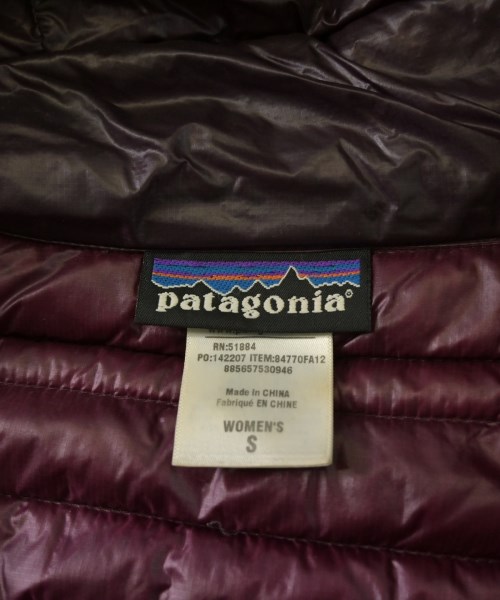 patagonia®
RN:51884
PO:142207 ITEM:84770FA12
885657530946
Made in CHINA
Fabriqué EN CHINE
WOMEN'S
S